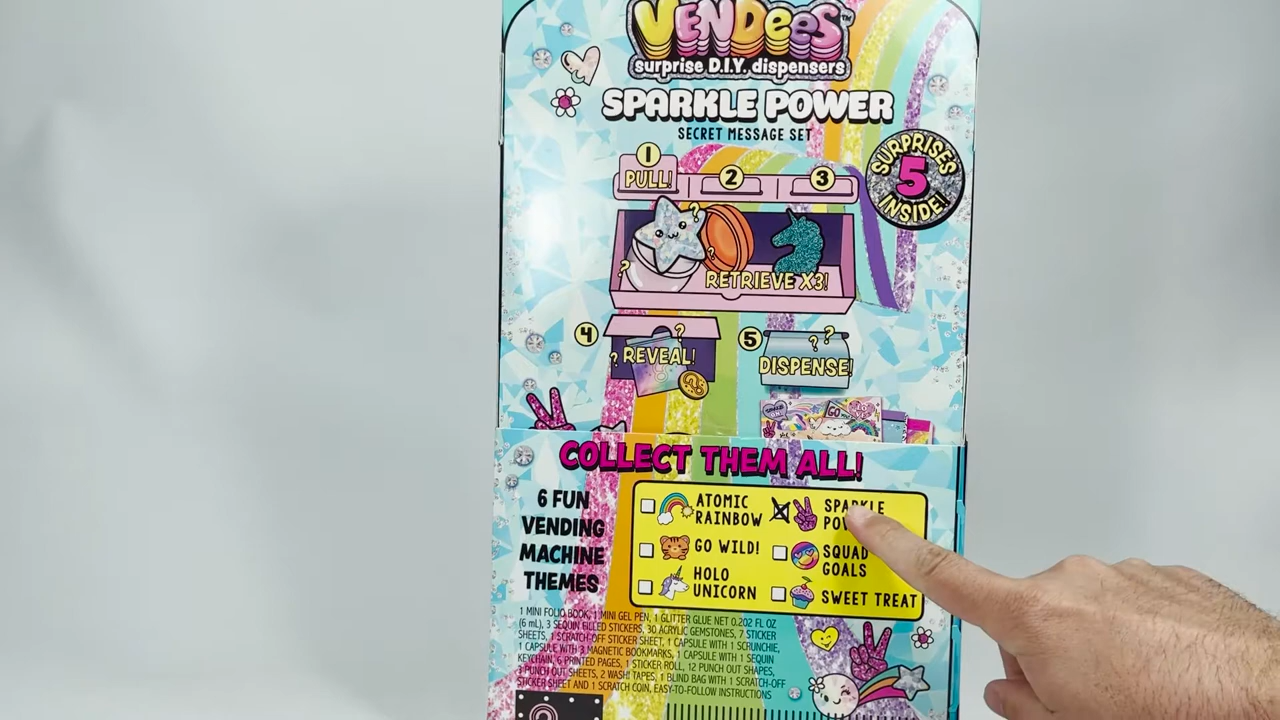 VENDees™
surprise D.I.Y. dispensers
SPARKLE POWER
SECRET MESSAGE SET
1
PULL!
2
3
SURPRISES
5
INSIDE!
RETRIEVE X3!
4
REVEAL!
5
DISPENSE!
GO
COLLECT THEM ALL!
6 FUN
VENDING
MACHINE
THEMES
ATOMIC
RAINBOW
GO WILD!
HOLO
UNICORN
SPARKLE
SQUAD
GOALS
SWEET TREAT
1 MINI FOLIO BOOK, 1 MINI GEL PEN, 1 GLITTER GLUE NET 0.202 FL OZ
(6 mL), 3 SEQUIN FILLED STICKERS, 30 ACRYLIC GEMSTONES, 7 STICKER
SHEETS, 1 SCRATCH-OFF STICKER SHEET, 1 CAPSULE WITH 1 SCRUNCHIE,
1 CAPSULE WITH 3 MAGNETIC BOOKMARKS, 1 CAPSULE WITH 1 SEQUIN
KEYCHAIN, 6 PRINTED PAGES, 1 STICKER ROLL, 12 PUNCH OUT SHAPES,
3 PUNCH OUT SHEETS, 2 WASHI TAPES, 1 BLIND BAG WITH 1 SCRATCH-OFF
STICKER SHEET AND 1 SCRATCH COIN, EASY-TO-FOLLOW INSTRUCTIONS